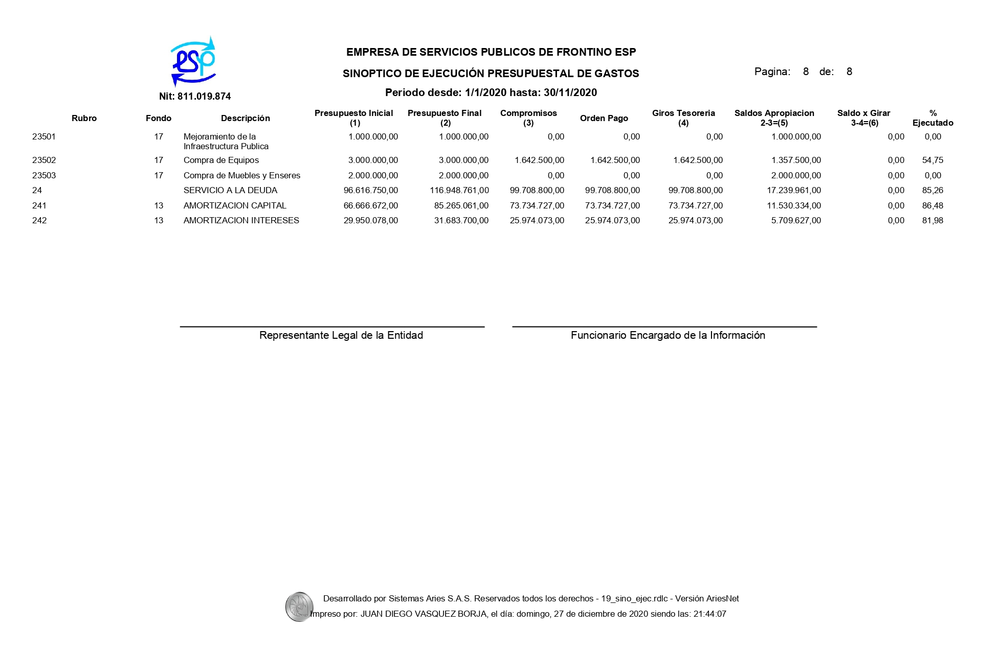 esp
EMPRESA DE SERVICIOS PUBLICOS DE FRONTINO ESP
SINOPTICO DE EJECUCIÓN PRESUPUESTAL DE GASTOS
Pagina: 8 de: 8
Periodo desde: 1/1/2020 hasta: 30/11/2020
Nit: 811.019.874
Rubro Fondo Descripción Presupuesto Inicial (1) Presupuesto Final (2) Compromisos (3) Orden Pago Giros Tesoreria (4) Saldos Apropiacion 2-3=(5) Saldo x Girar 3-4=(6) % Ejecutado
23501 17 Mejoramiento de la 1.000.000,00 1.000.000,00 0,00 0,00 0,00 1.000.000,00 0,00 0,00
Infraestructura Publica
23502 17 Compra de Equipos 3.000.000,00 3.000.000,00 1.642.500,00 1.642.500,00 1.642.500,00 1.357.500,00 0,00 54,75
23503 17 Compra de Muebles y Enseres 2.000.000,00 2.000.000,00 0,00 0,00 0,00 2.000.000,00 0,00 0,00
24 SERVICIO A LA DEUDA 96.616.750,00 116.948.761,00 99.708.800,00 99.708.800,00 99.708.800,00 17.239.961,00 0,00 85,26
241 13 AMORTIZACION CAPITAL 66.666.672,00 85.265.061,00 73.734.727,00 73.734.727,00 73.734.727,00 11.530.334,00 0,00 86,48
242 13 AMORTIZACION INTERESES 29.950.078,00 31.683.700,00 25.974.073,00 25.974.073,00 25.974.073,00 5.709.627,00 0,00 81,98
Representante Legal de la Entidad Funcionario Encargado de la Información
Desarrollado por Sistemas Aries S.A.S. Reservados todos los derechos - 19_sino_ejec.rdlc - Versión AriesNet
Impreso por: JUAN DIEGO VASQUEZ BORJA, el día: domingo, 27 de diciembre de 2020 siendo las: 21:44:07